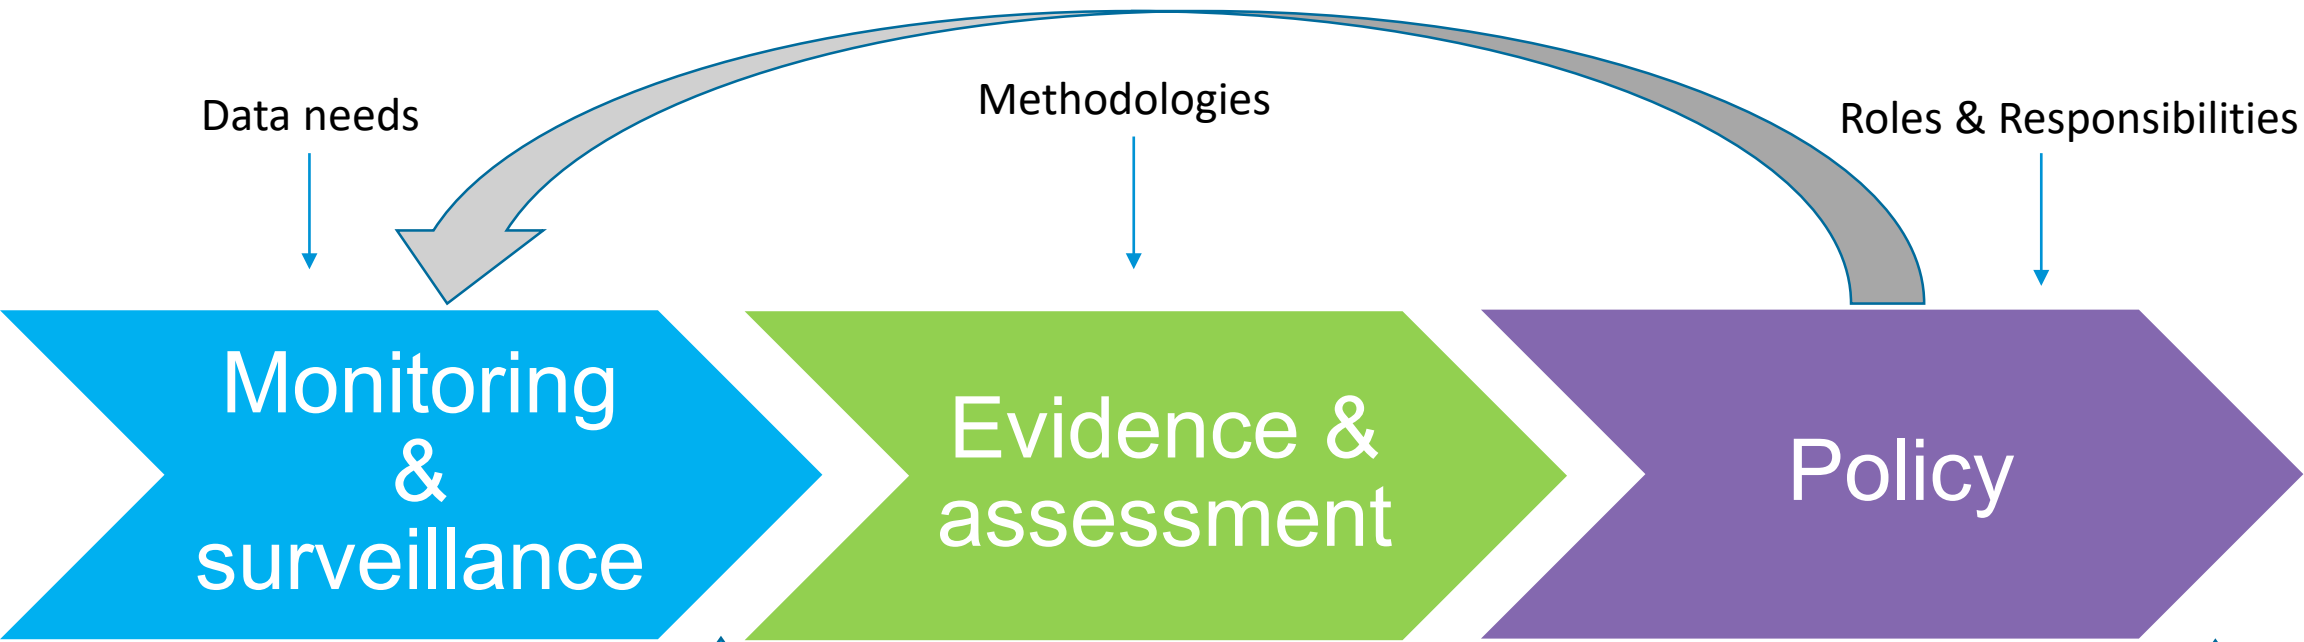 Data needs
Methodologies
Roles & Responsibilities
Monitoring
&
surveillance
Evidence &
assessment
Policy